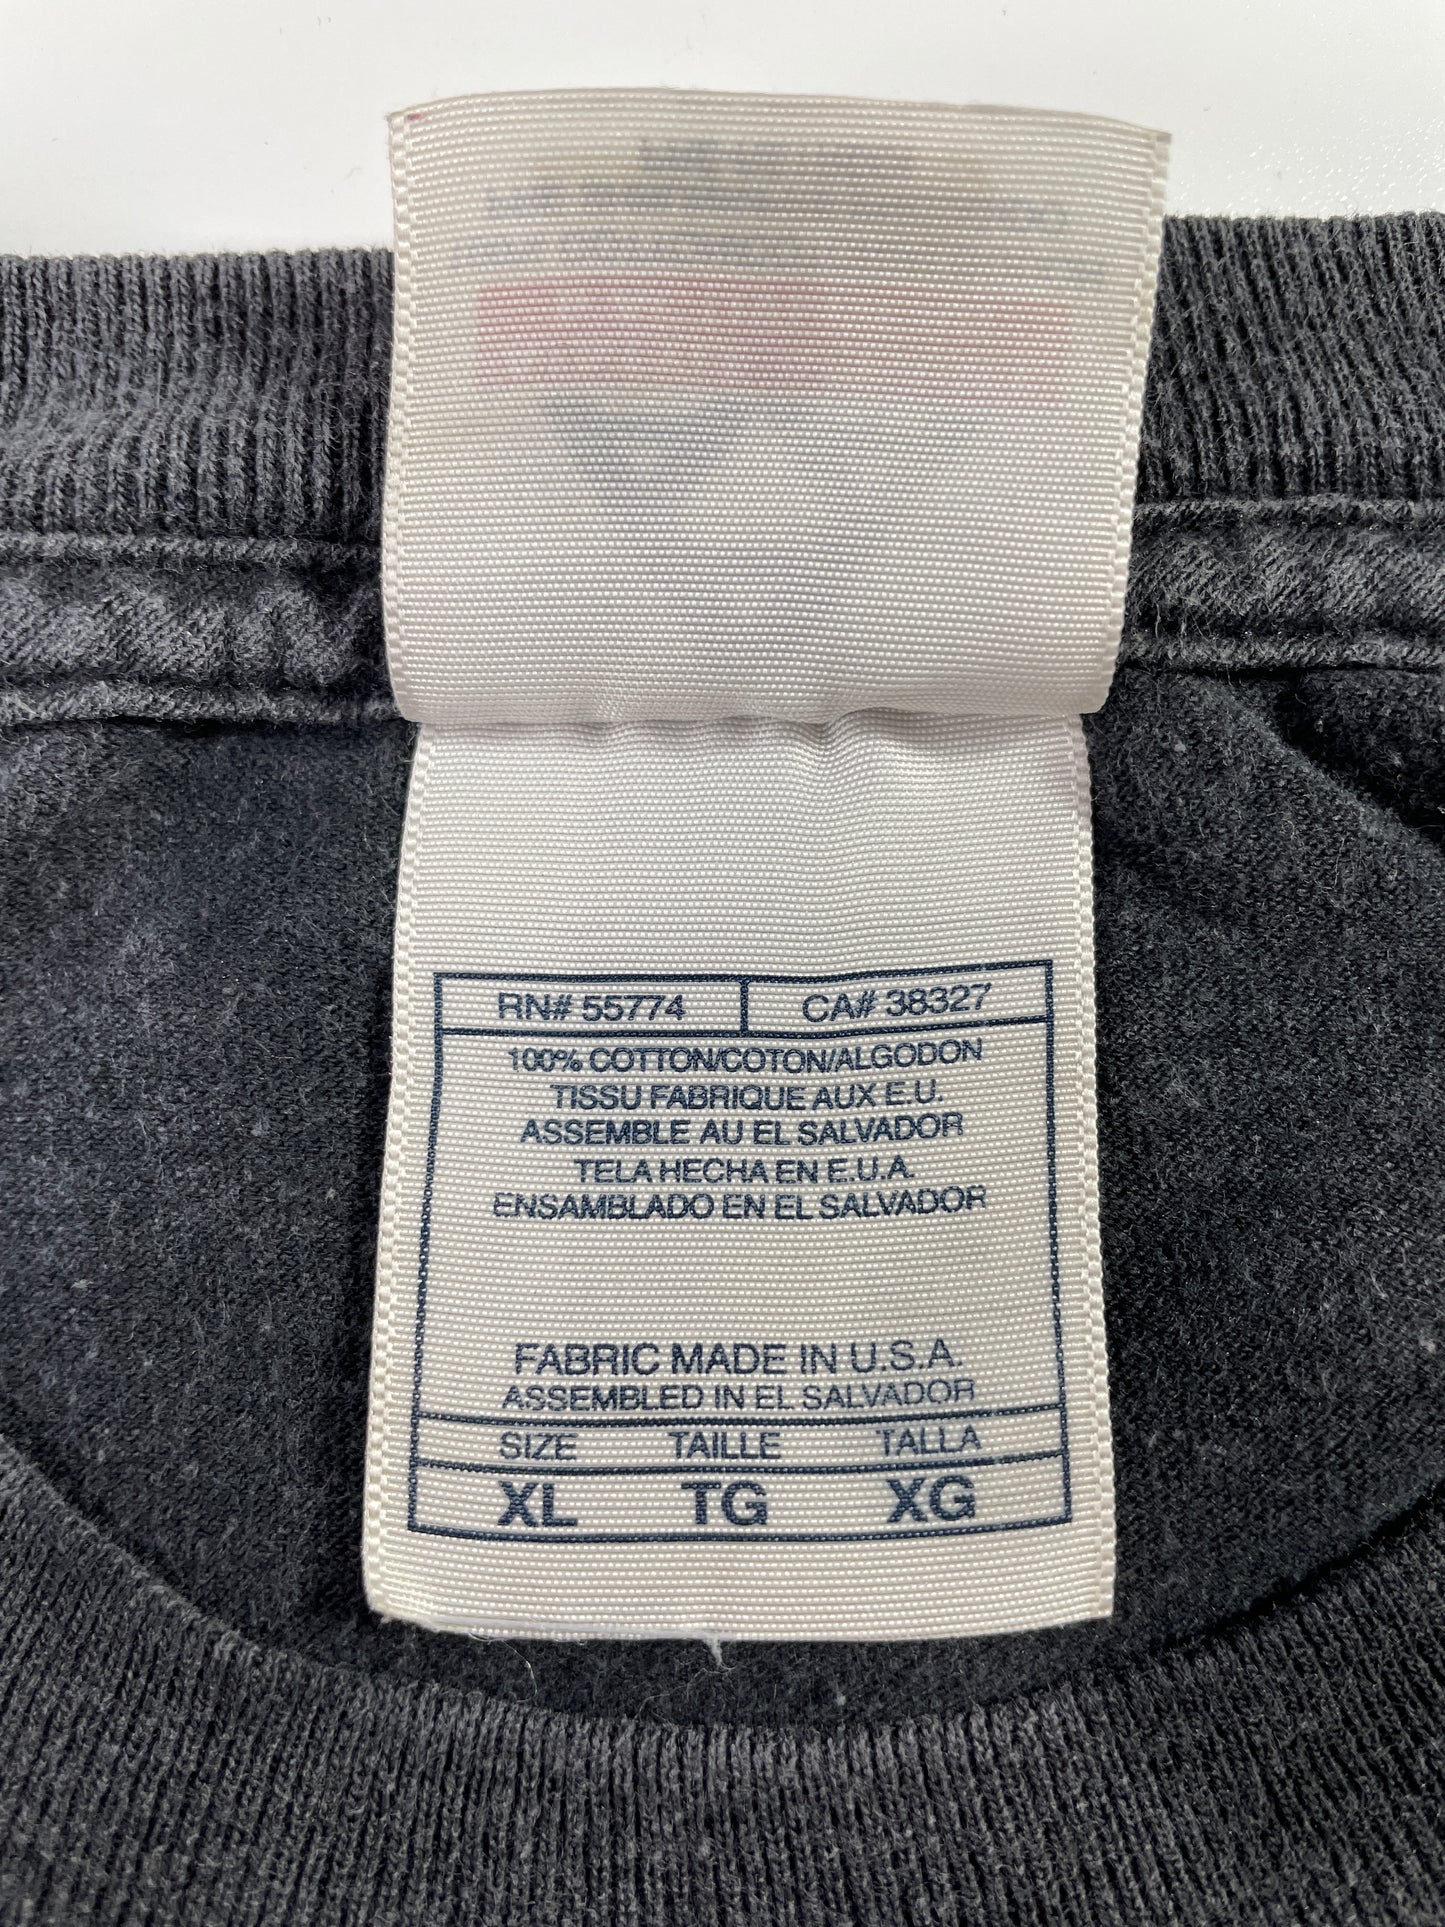 RN# 55774 CA# 38327
100% COTTON/COTON/ALGODON
TISSU FABRIQUE AUX E.U.
ASSEMBLE AU EL SALVADOR
TELA HECHA EN E.U.A.
ENSAMBLADO EN EL SALVADOR
FABRIC MADE IN U.S.A.
ASSEMBLED IN EL SALVADOR
SIZE TAILLE TALLA
XL TG XG